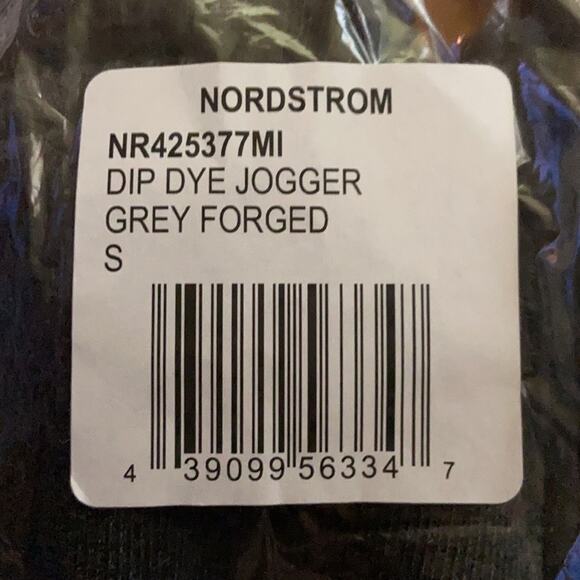 NORDSTROM
NR425377MI
DIP DYE JOGGER
GREY FORGED
S
4 39099 56334 7